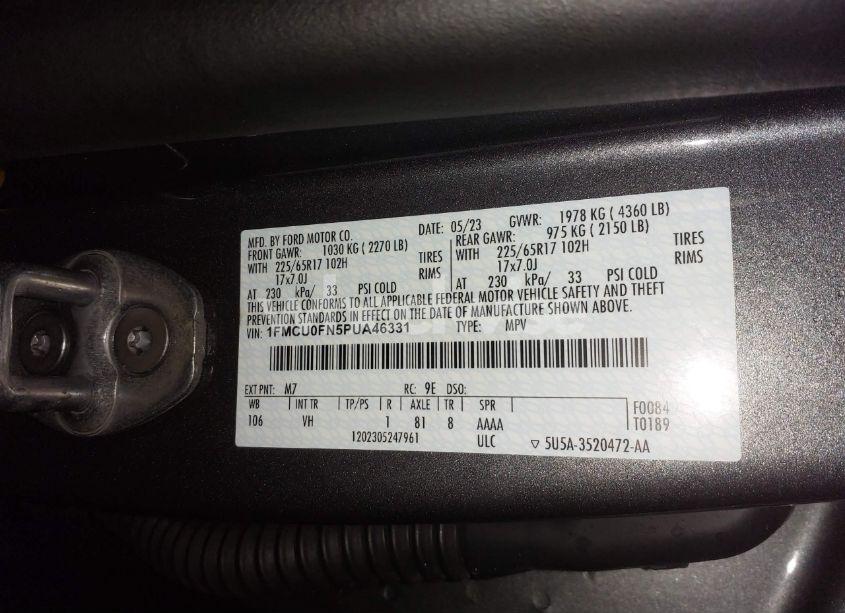 MFD. BY FORD MOTOR CO. DATE: 05/23 GVWR: 1978 KG ( 4360 LB)
FRONT GAWR: 1030 KG ( 2270 LB) REAR GAWR: 975 KG ( 2150 LB)
WITH 225/65R17 102H TIRES WITH 225/65R17 102H TIRES
17x7.0J RIMS 17x7.0J RIMS
AT 230 kPa/ 33 PSI COLD AT 230 kPa/ 33 PSI COLD
THIS VEHICLE CONFORMS TO ALL APPLICABLE FEDERAL MOTOR VEHICLE SAFETY AND THEFT
PREVENTION STANDARDS IN EFFECT ON THE DATE OF MANUFACTURE SHOWN ABOVE.
VIN: 1FMCU0FN5PUA46331 TYPE: MPV
EXT PNT: M7 RC: 9E DSO:
WB INT TR TP/PS R AXLE TR SPR F0084
106 VH 1 81 8 AAAA T0189
1202305247961 ULC ▽ 5U5A-3520472-AA